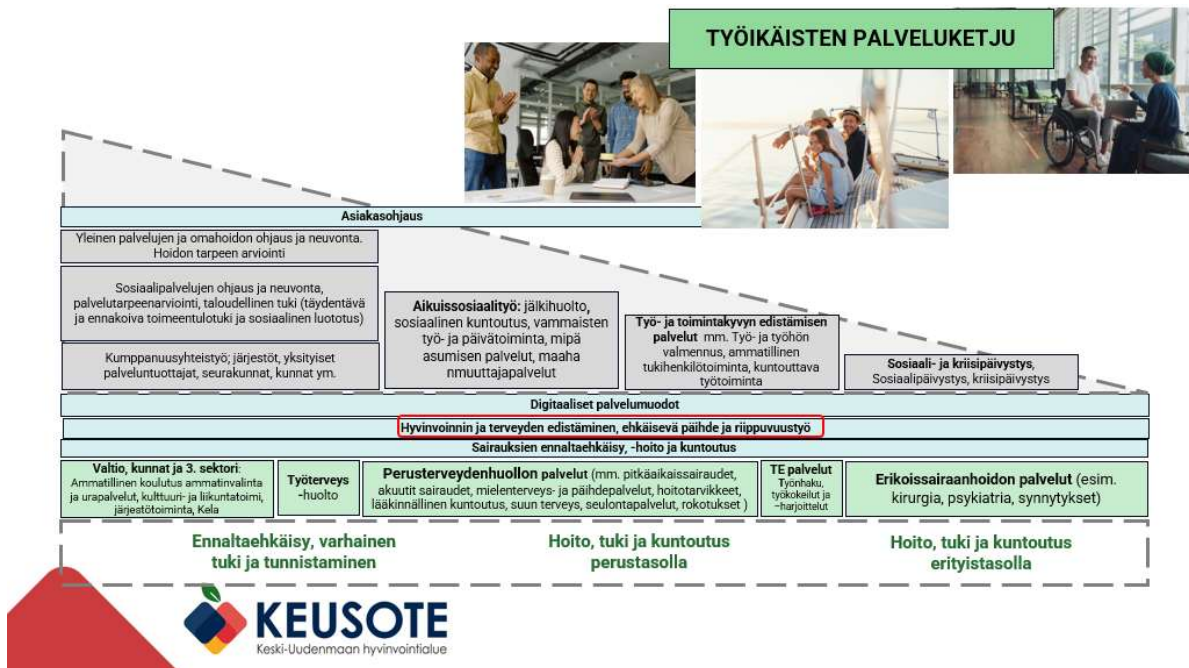 TYÖIKÄISTEN PALVELUKETJU
Asiakasohjaus
Yleinen palvelujen ja omahoidon ohjaus ja neuvonta.
Hoidon tarpeen arviointi
Sosiaalipalvelujen ohjaus ja neuvonta,
palvelutarpeenarviointi, taloudellinen tuki (täydentävä
ja ennakoiva toimeentulotuki ja sosiaalinen luototus)
Kumppanuusyhteistyö; järjestöt, yksityiset
palveluntuottajat, seurakunnat, kunnat ym.
Aikuissosiaalityö: jälkihuolto,
sosiaalinen kuntoutus, vammaisten
työ- ja päivätoiminta, mipä
asumisen palvelut, maaha
nmuuttajapalvelut
Työ- ja toimintakyvyn edistämisen
palvelut mm. Työ- ja työhön
valmennus, ammatillinen
tukihenkilötoiminta, kuntouttava
työtoiminta
Sosiaali- ja kriisipäivystys,
Sosiaalipäivystys, kriisipäivystys
Digitaaliset palvelumuodot
Hyvinvoinnin ja terveyden edistäminen, ehkäisevä päihde ja riippuvuustyö
Sairauksien ennaltaehkäisy, -hoito ja kuntoutus
Valtio, kunnat ja 3. sektori:
Ammatillinen koulutus ammatinvalinta
ja urapalvelut, kulttuuri- ja liikuntatoimi,
järjestötoiminta, Kela
Työterveys
-huolto
Perusterveydenhuollon palvelut (mm. pitkäaikaissairaudet,
akuutit sairaudet, mielenterveys- ja päihdepalvelut, hoitotarvikkeet,
lääkinnällinen kuntoutus, suun terveys, seulontapalvelut, rokotukset )
TE palvelut
Työnhaku,
työkokeilut ja
-harjoittelut
Erikoissairaanhoidon palvelut (esim.
kirurgia, psykiatria, synnytykset)
Ennaltaehkäisy, varhainen
tuki ja tunnistaminen
Hoito, tuki ja kuntoutus
perustasolla
Hoito, tuki ja kuntoutus
erityistasolla
KEUSOTE
Keski-Uudenmaan hyvinvointialue